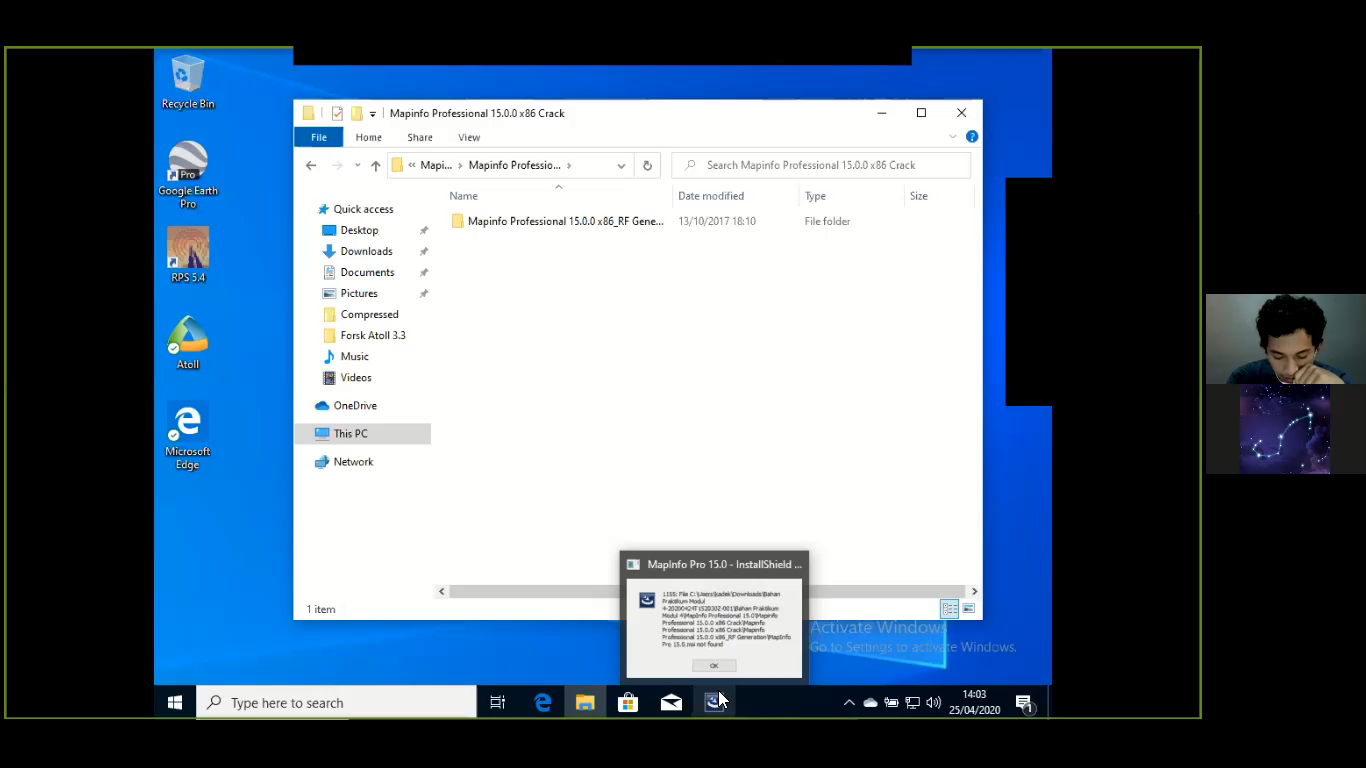 Recycle Bin
Google Earth
Pro
Pro
RPS 5.4
Atoll
Microsoft
Edge
Mapinfo Professional 15.0.0 x86 Crack
File Home Share View
« Mapi... › Mapinfo Professio... ›
Search Mapinfo Professional 15.0.0 x86 Crack
Name Date modified Type Size
Mapinfo Professional 15.0.0 x86_RF Gene... 13/10/2017 18:10 File folder
Quick access
Desktop
Downloads
Documents
Pictures
Compressed
Forsk Atoll 3.3
Music
Videos
OneDrive
This PC
Network
1 item
MapInfo Pro 15.0 - InstallShield ...
1155: File C:\Users\kadek\Downloads\Bahan
Praktikum Modul
4-20200424T152030Z-001\Bahan Praktikum
Modul 4\MapInfo Professional 15.0\Mapinfo
Professional 15.0.0 x86 Crack\Mapinfo
Professional 15.0.0 x86 Crack\Mapinfo
Professional 15.0.0 x86_RF Generation\MapInfo
Pro 15.0.msi not found
OK
Activate Windows
Go to Settings to activate Windows.
Type here to search
14:03
25/04/2020
1